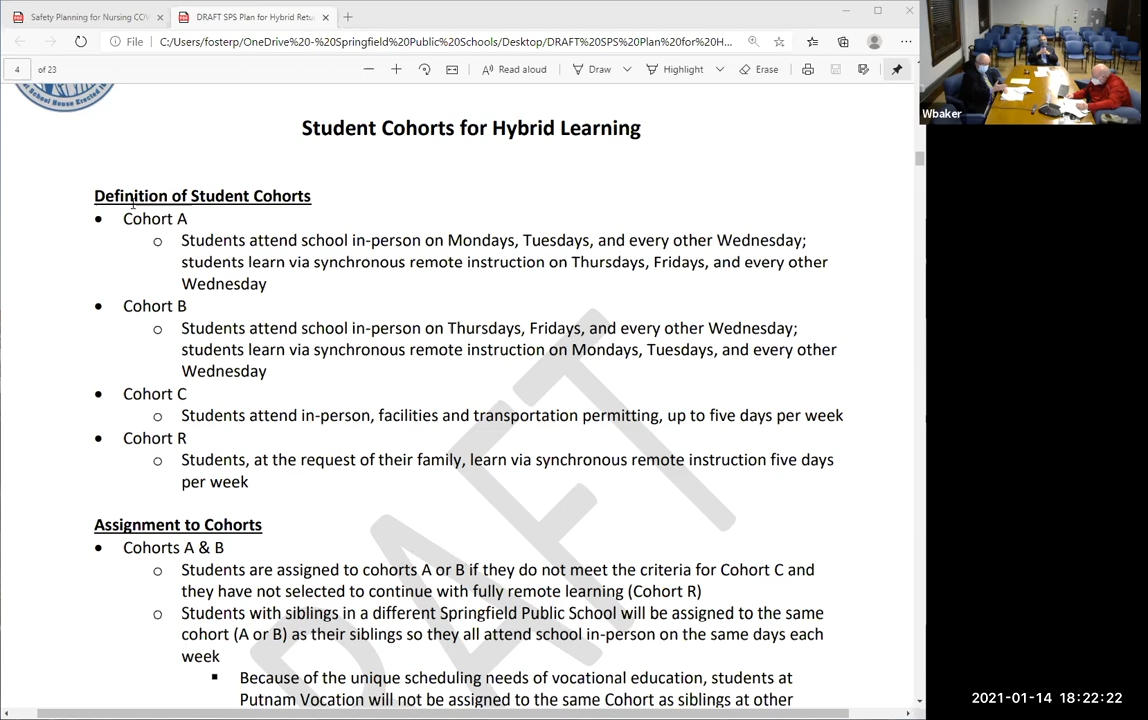 Safety Planning for Nursing CC/
DRAFT SPS Plan for Hybrid Retu
File
C:/Users/fosterp/OneDrive%20-%20Springfield%20Public%20Schools/Desktop/DRAFT%20SPS%20Plan%20for%20H...
4 of 23
Read aloud
Draw
Highlight
Erase
Wbaker
School House Erected
Student Cohorts for Hybrid Learning
Definition of Student Cohorts
• Cohort A
o Students attend school in-person on Mondays, Tuesdays, and every other Wednesday;
students learn via synchronous remote instruction on Thursdays, Fridays, and every other
Wednesday
• Cohort B
o Students attend school in-person on Thursdays, Fridays, and every other Wednesday;
students learn via synchronous remote instruction on Mondays, Tuesdays, and every other
Wednesday
• Cohort C
o Students attend in-person, facilities and transportation permitting, up to five days per week
• Cohort R
o Students, at the request of their family, learn via synchronous remote instruction five days
per week
Assignment to Cohorts
• Cohorts A & B
o Students are assigned to cohorts A or B if they do not meet the criteria for Cohort C and
they have not selected to continue with fully remote learning (Cohort R)
o Students with siblings in a different Springfield Public School will be assigned to the same
cohort (A or B) as their siblings so they all attend school in-person on the same days each
week
▪ Because of the unique scheduling needs of vocational education, students at
Putnam Vocation will not be assigned to the same Cohort as siblings at other
DRAFT
2021-01-14 18:22:22